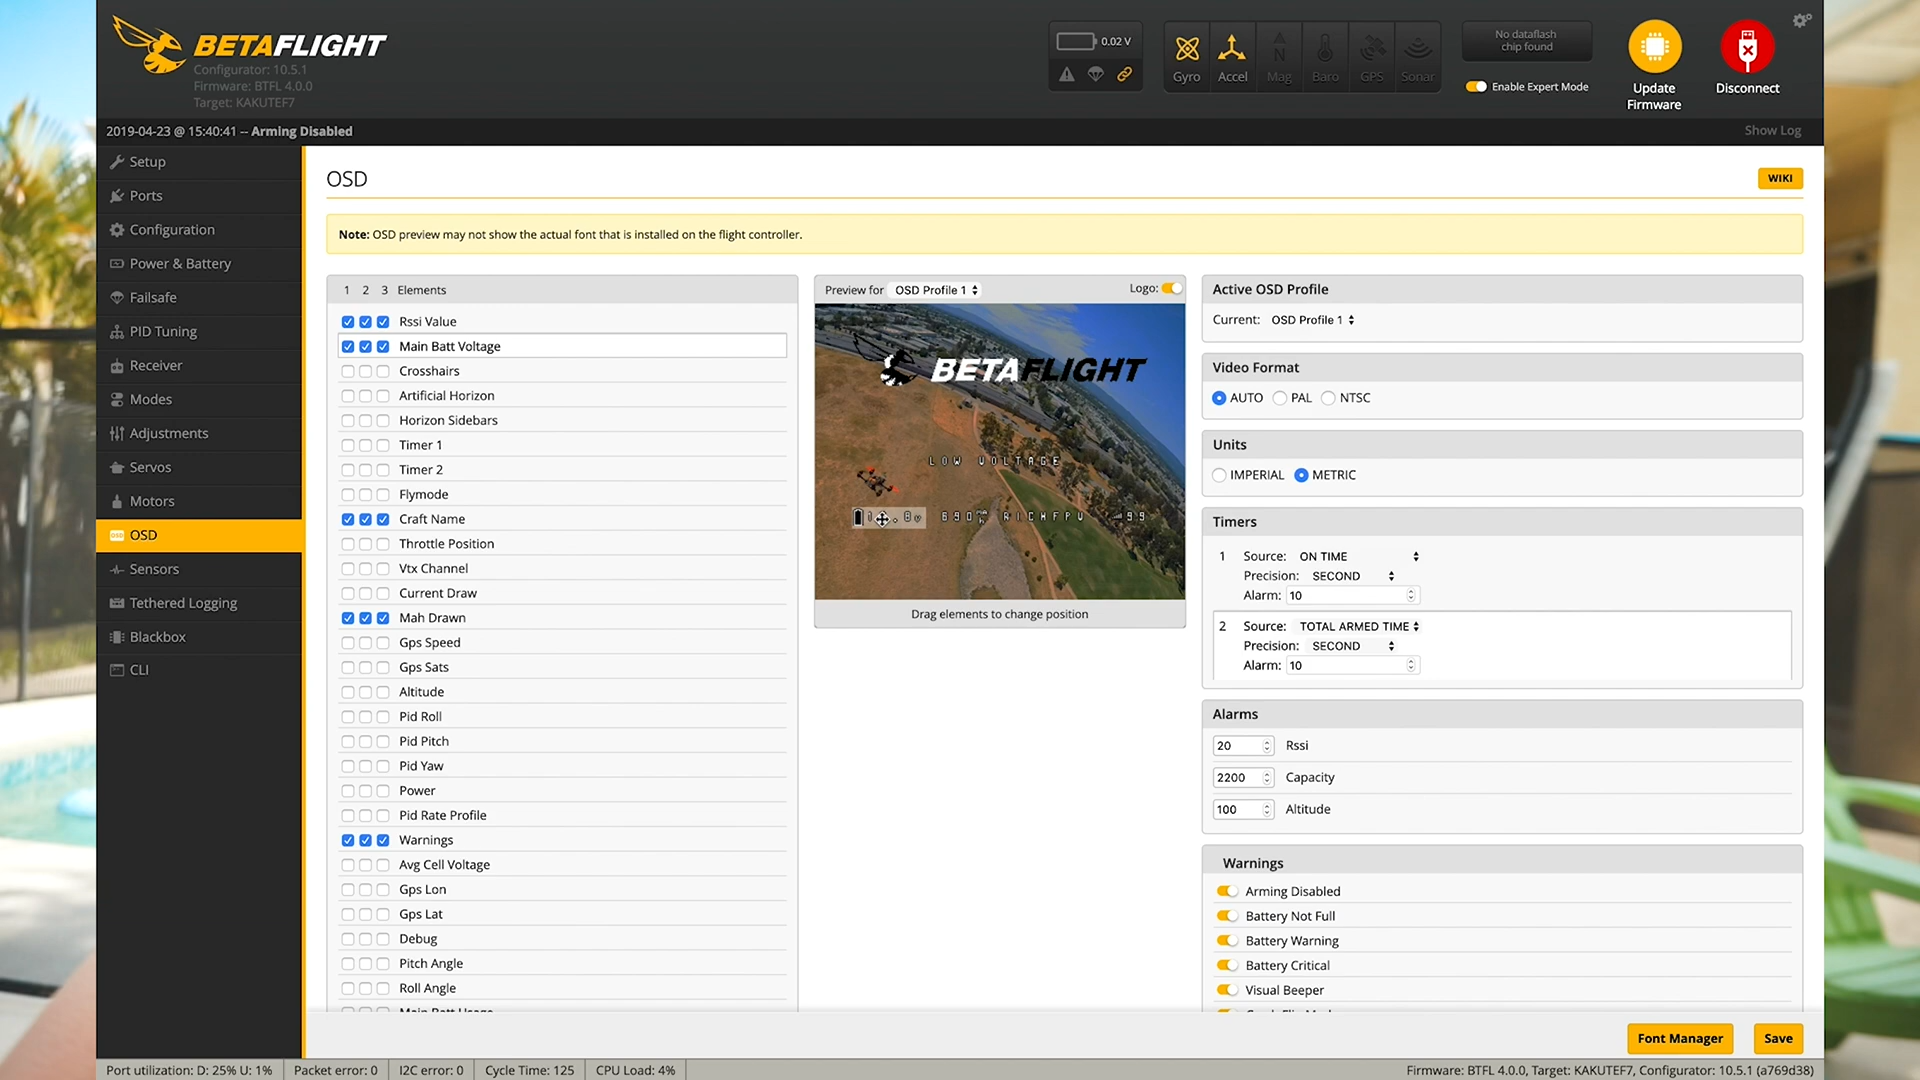 BETAFLIGHT
Configurator: 10.5.1
Firmware: BTFL 4.0.0
Target: KAKUTEF7
0.02 V
Gyro
Accel
Mag
Baro
GPS
Sonar
No dataflash
chip found
Enable Expert Mode
Update
Firmware
Disconnect
2019-04-23 @ 15:40:41 -- Arming Disabled
Show Log
Setup
Ports
Configuration
Power & Battery
Failsafe
PID Tuning
Receiver
Modes
Adjustments
Servos
Motors
OSD
Sensors
Tethered Logging
Blackbox
CLI
OSD
WIKI
Note: OSD preview may not show the actual font that is installed on the flight controller.
1 2 3 Elements
Rssi Value
Main Batt Voltage
Crosshairs
Artificial Horizon
Horizon Sidebars
Timer 1
Timer 2
Flymode
Craft Name
Throttle Position
Vtx Channel
Current Draw
Mah Drawn
Gps Speed
Gps Sats
Altitude
Pid Roll
Pid Pitch
Pid Yaw
Power
Pid Rate Profile
Warnings
Avg Cell Voltage
Gps Lon
Gps Lat
Debug
Pitch Angle
Roll Angle
Main Batt Usage
Preview for OSD Profile 1
Logo:
BETAFLIGHT
LOW VOLTAGE
690 RICHFPV 99
Drag elements to change position
Active OSD Profile
Current: OSD Profile 1
Video Format
AUTO PAL NTSC
Units
IMPERIAL METRIC
Timers
1 Source: ON TIME
Precision: SECOND
Alarm: 10
2 Source: TOTAL ARMED TIME
Precision: SECOND
Alarm: 10
Alarms
20 Rssi
2200 Capacity
100 Altitude
Warnings
Arming Disabled
Battery Not Full
Battery Warning
Battery Critical
Visual Beeper
Font Manager
Save
Port utilization: D: 25% U: 1%
Packet error: 0
I2C error: 0
Cycle Time: 125
CPU Load: 4%
Firmware: BTFL 4.0.0, Target: KAKUTEF7, Configurator: 10.5.1 (a769d38)